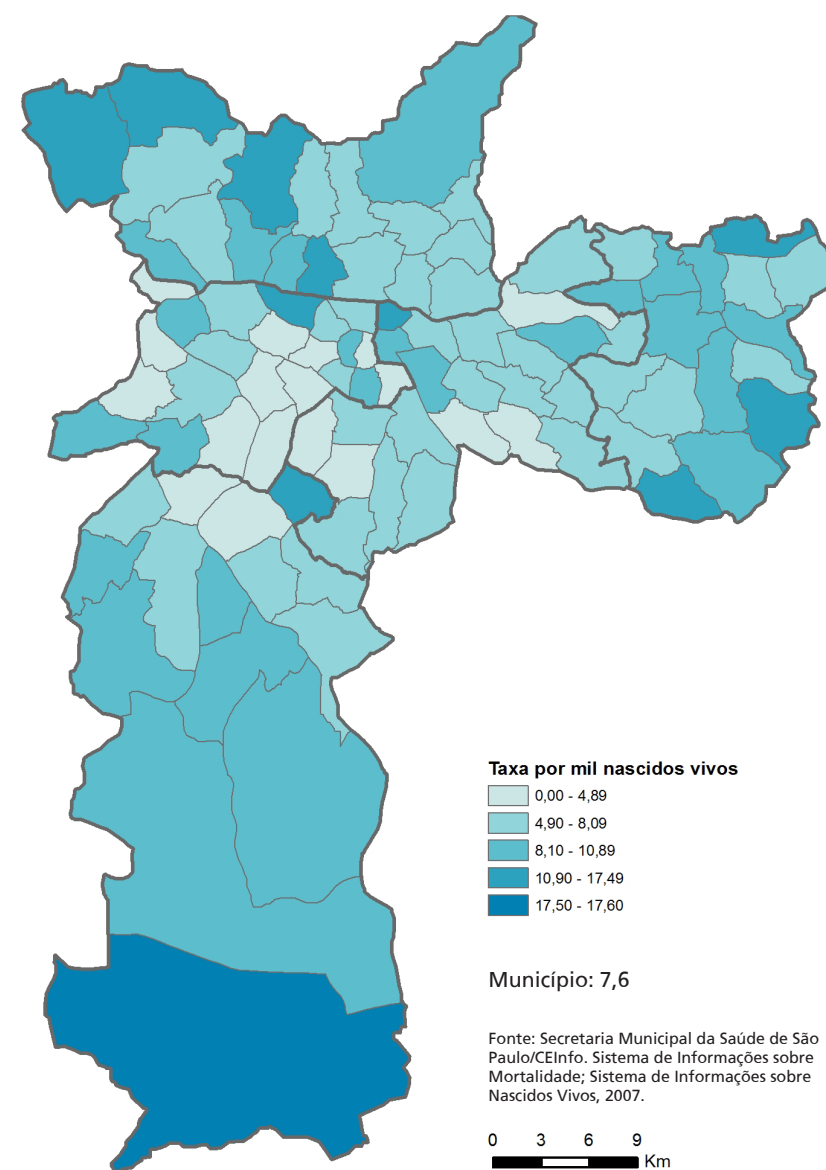 Taxa por mil nascidos vivos
0,00 - 4,89
4,90 - 8,09
8,10 - 10,89
10,90 - 17,49
17,50 - 17,60
Município: 7,6
Fonte: Secretaria Municipal da Saúde de São
Paulo/CEInfo. Sistema de Informações sobre
Mortalidade; Sistema de Informações sobre
Nascidos Vivos, 2007.
0 3 6 9
Km